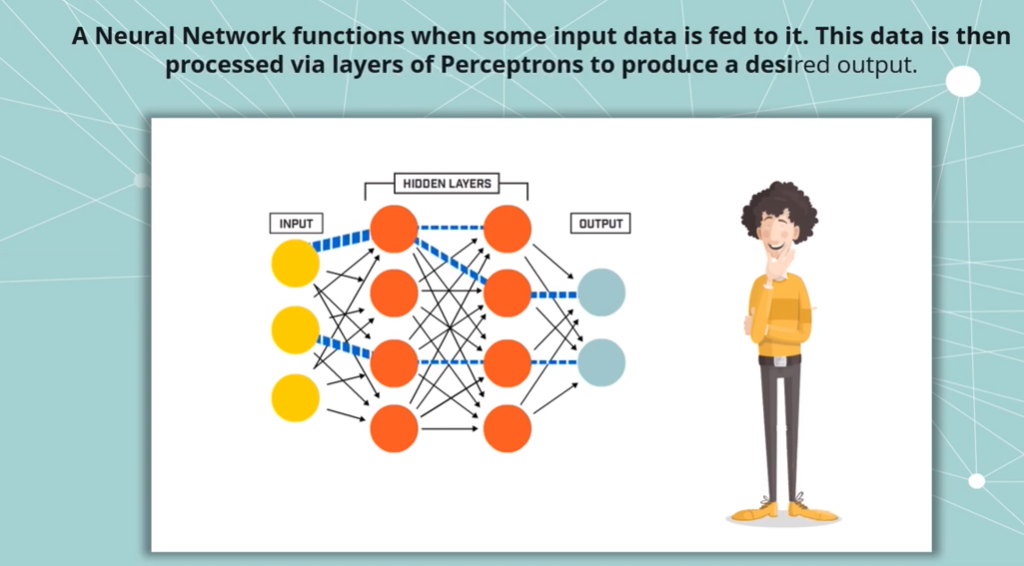 A Neural Network functions when some input data is fed to it. This data is then
processed via layers of Perceptrons to produce a desired output.
HIDDEN LAYERS
INPUT
OUTPUT